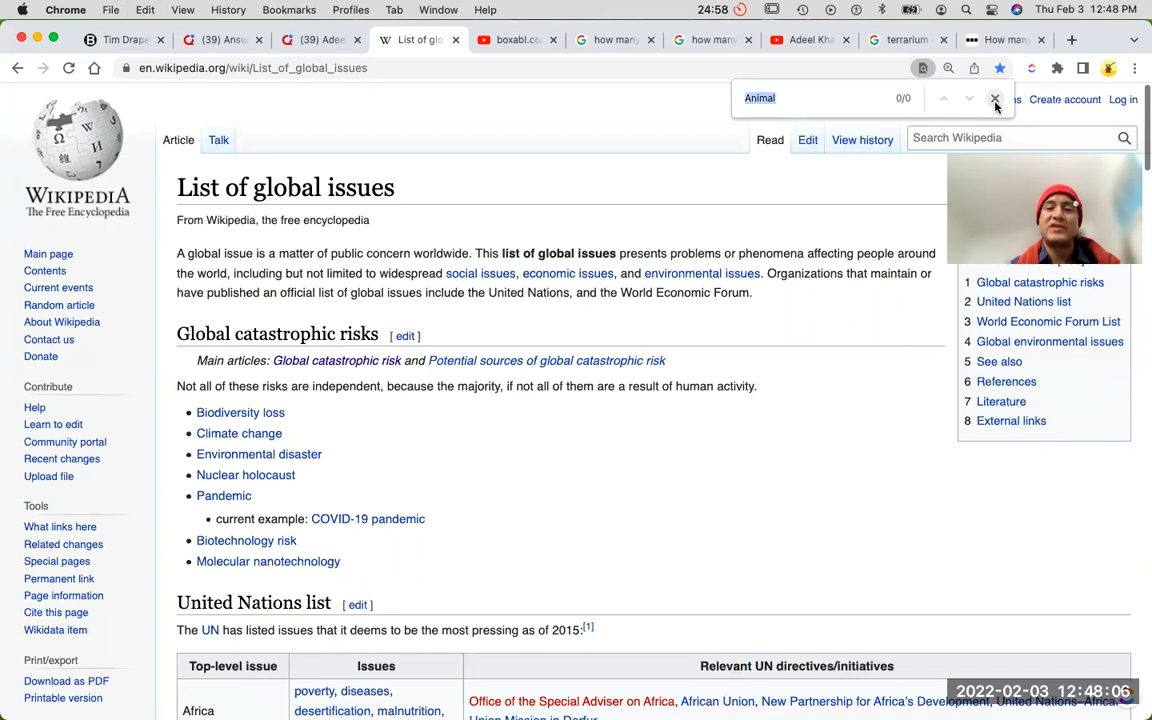 Chrome File Edit View History Bookmarks Profiles Tab Window Help 24:58 Thu Feb 3 12:48 PM
Tim Drape (39) Answ (39) Adee List of glo boxabl.co how many how many Adeel Kha terrarium How many
en.wikipedia.org/wiki/List_of_global_issues
Animal 0/0
Create account Log in
Article Talk Read Edit View history Search Wikipedia
WIKIPEDIA
The Free Encyclopedia
Main page
Contents
Current events
Random article
About Wikipedia
Contact us
Donate
Contribute
Help
Learn to edit
Community portal
Recent changes
Upload file
Tools
What links here
Related changes
Special pages
Permanent link
Page information
Cite this page
Wikidata item
Print/export
Download as PDF
Printable version
List of global issues
From Wikipedia, the free encyclopedia
A global issue is a matter of public concern worldwide. This list of global issues presents problems or phenomena affecting people around
the world, including but not limited to widespread social issues, economic issues, and environmental issues. Organizations that maintain or
have published an official list of global issues include the United Nations, and the World Economic Forum.
Global catastrophic risks [ edit ]
Main articles: Global catastrophic risk and Potential sources of global catastrophic risk
Not all of these risks are independent, because the majority, if not all of them are a result of human activity.
• Biodiversity loss
• Climate change
• Environmental disaster
• Nuclear holocaust
• Pandemic
• current example: COVID-19 pandemic
• Biotechnology risk
• Molecular nanotechnology
United Nations list [ edit ]
The UN has listed issues that it deems to be the most pressing as of 2015:[1]
Top-level issue Issues Relevant UN directives/initiatives
Africa
poverty, diseases,
desertification, malnutrition,
Office of the Special Adviser on Africa, African Union, New Partnership for Africa's Development, United Nations–Africa
Union Mission in Darfur
1 Global catastrophic risks
2 United Nations list
3 World Economic Forum List
4 Global environmental issues
5 See also
6 References
7 Literature
8 External links
2022-02-03 12:48:06